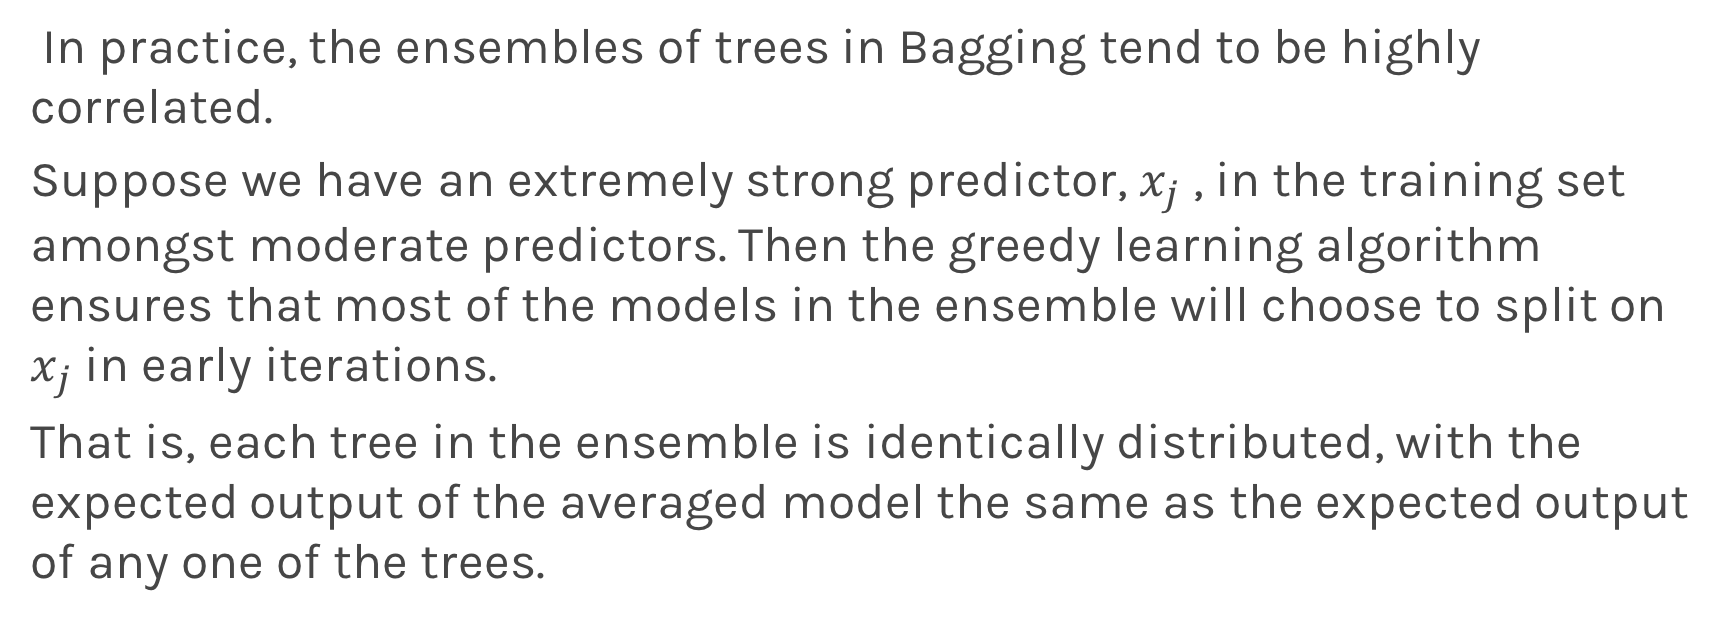 In practice, the ensembles of trees in Bagging tend to be highly
correlated.
Suppose we have an extremely strong predictor, xⱼ , in the training set
amongst moderate predictors. Then the greedy learning algorithm
ensures that most of the models in the ensemble will choose to split on
xⱼ in early iterations.
That is, each tree in the ensemble is identically distributed, with the
expected output of the averaged model the same as the expected output
of any one of the trees.